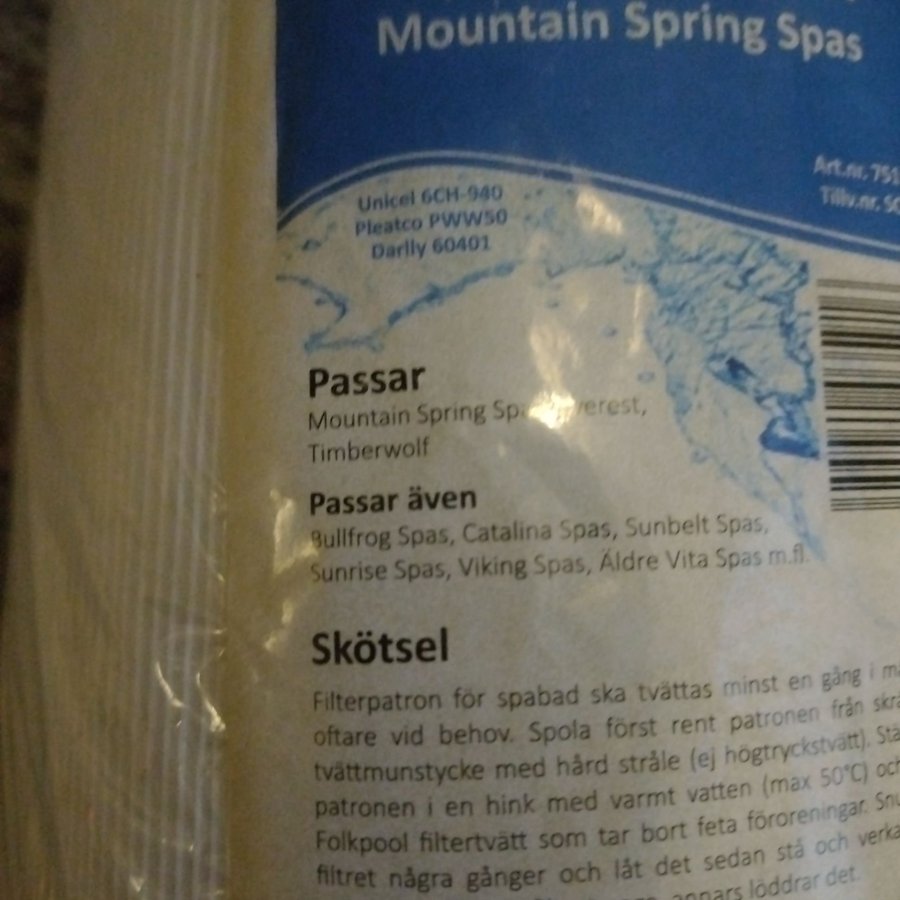 Mountain Spring Spas
Art.nr. 751
Tillv.nr. SC
Unicel 6CH-940
Pleatco PWW50
Darlly 60401
Passar
Mountain Spring
Timberwolf
Passar även
Bullfrog Spas, Catalina Spas, Sunbelt Spas,
Sunrise Spas, Viking Spas, Äldre Vita Spas m.fl.
Skötsel
Filterpatron för spabad ska tvättas minst en gång i
oftare vid behov. Spola först rent patronen från
tvättmunstycke med hård stråle (ej högtryckstvätt).
patronen i en hink med varmt vatten (max 50°C)
Folkpool filtertvätt som tar bort feta föroreningar.
filtret några gånger och låt det sedan stå och
annars löddrar det.